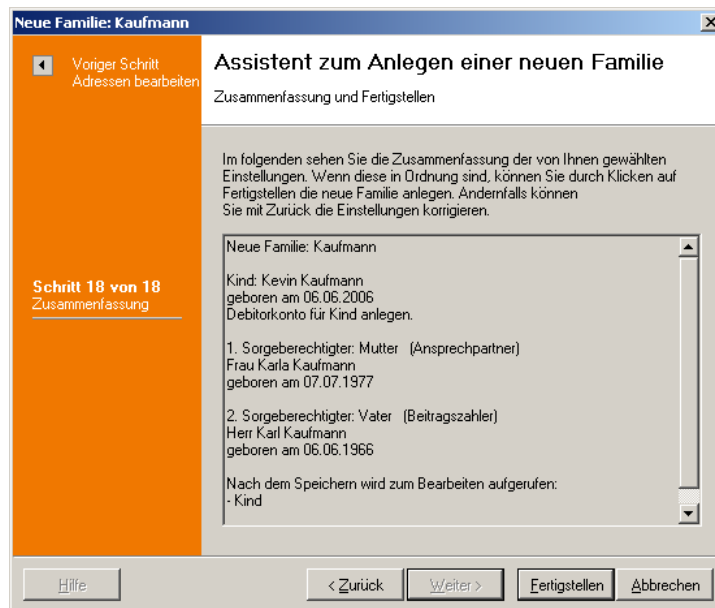 Neue Familie: Kaufmann
Voriger Schritt
Adressen bearbeiten
Assistent zum Anlegen einer neuen Familie
Zusammenfassung und Fertigstellen
Im folgenden sehen Sie die Zusammenfassung der von Ihnen gewählten
Einstellungen. Wenn diese in Ordnung sind, können Sie durch Klicken auf
Fertigstellen die neue Familie anlegen. Andernfalls können
Sie mit Zurück die Einstellungen korrigieren.
Schritt 18 von 18
Zusammenfassung
Neue Familie: Kaufmann
Kind: Kevin Kaufmann
geboren am 06.06.2006
Debitorkonto für Kind anlegen.
1. Sorgeberechtigter: Mutter (Ansprechpartner)
Frau Karla Kaufmann
geboren am 07.07.1977
2. Sorgeberechtigter: Vater (Beitragszahler)
Herr Karl Kaufmann
geboren am 06.06.1966
Nach dem Speichern wird zum Bearbeiten aufgerufen:
- Kind
Hilfe
< Zurück
Weiter >
Fertigstellen
Abbrechen